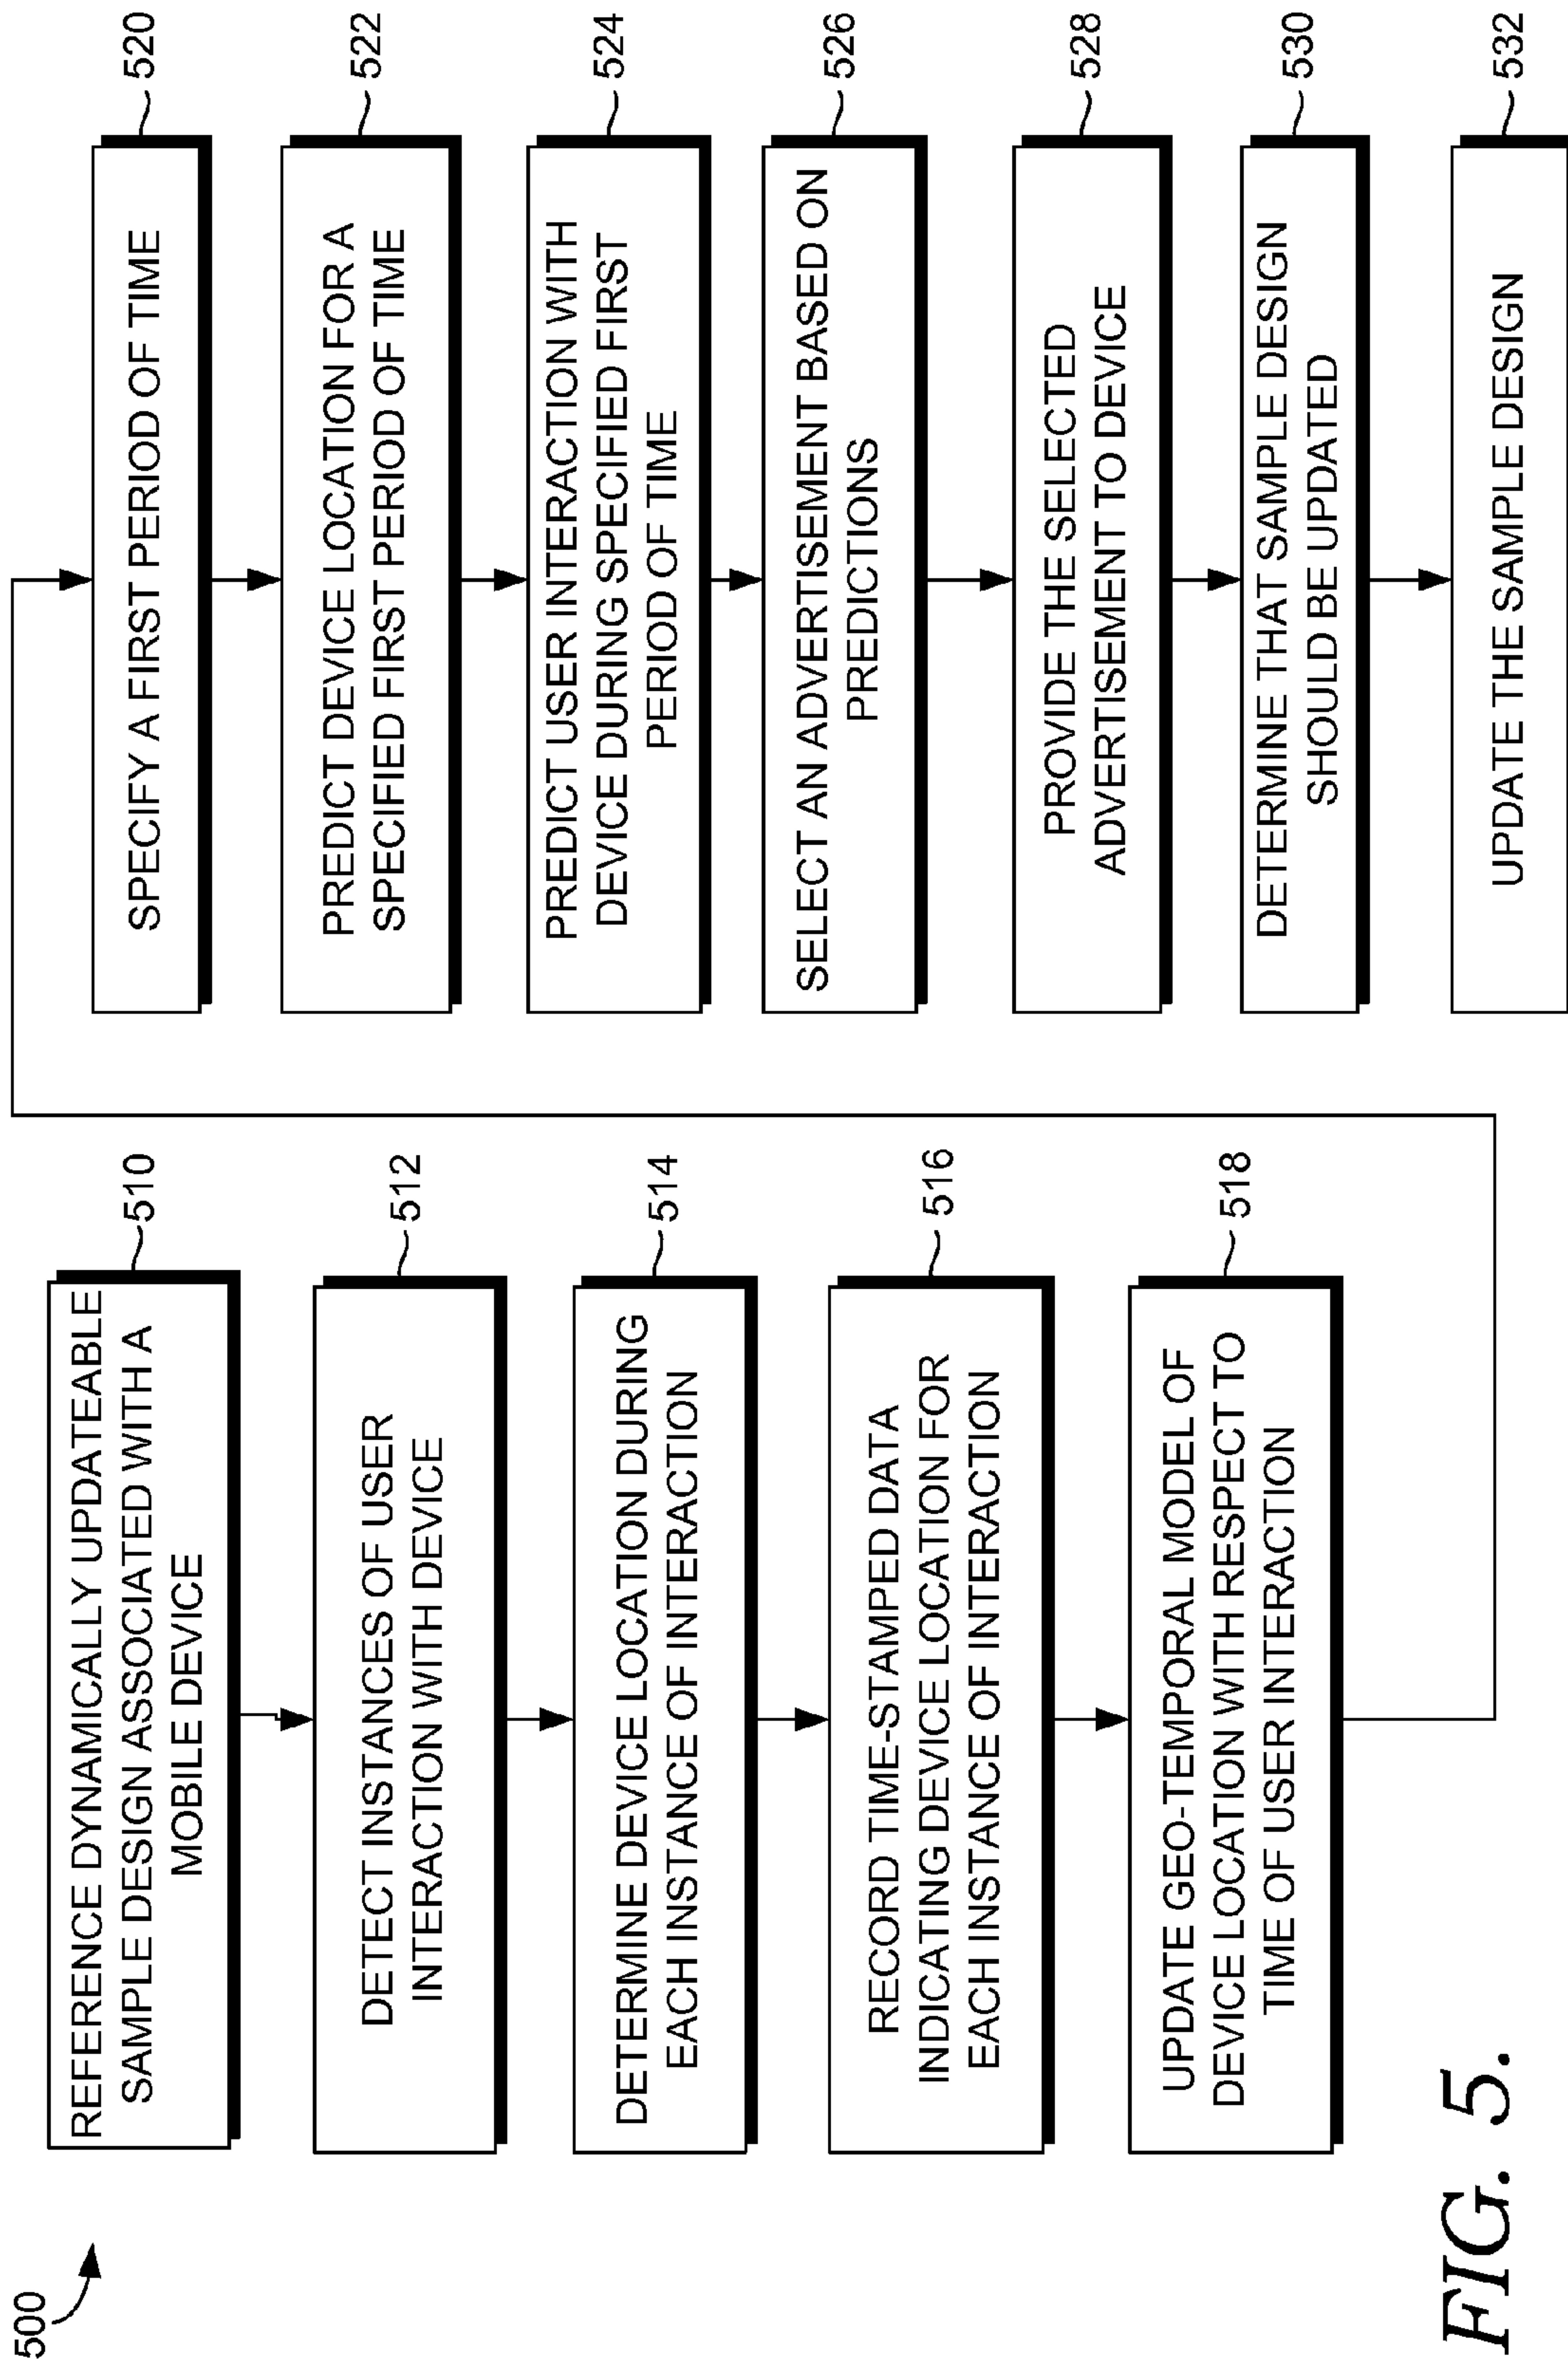 500
REFERENCE DYNAMICALLY UPDATEABLE
SAMPLE DESIGN ASSOCIATED WITH A
MOBILE DEVICE
510
DETECT INSTANCES OF USER
INTERACTION WITH DEVICE
512
DETERMINE DEVICE LOCATION DURING
EACH INSTANCE OF INTERACTION
514
RECORD TIME-STAMPED DATA
INDICATING DEVICE LOCATION FOR
EACH INSTANCE OF INTERACTION
516
UPDATE GEO-TEMPORAL MODEL OF
DEVICE LOCATION WITH RESPECT TO
TIME OF USER INTERACTION
518
SPECIFY A FIRST PERIOD OF TIME
520
PREDICT DEVICE LOCATION FOR A
SPECIFIED FIRST PERIOD OF TIME
522
PREDICT USER INTERACTION WITH
DEVICE DURING SPECIFIED FIRST
PERIOD OF TIME
524
SELECT AN ADVERTISEMENT BASED ON
PREDICTIONS
526
PROVIDE THE SELECTED
ADVERTISEMENT TO DEVICE
528
DETERMINE THAT SAMPLE DESIGN
SHOULD BE UPDATED
530
UPDATE THE SAMPLE DESIGN
532
FIG. 5.